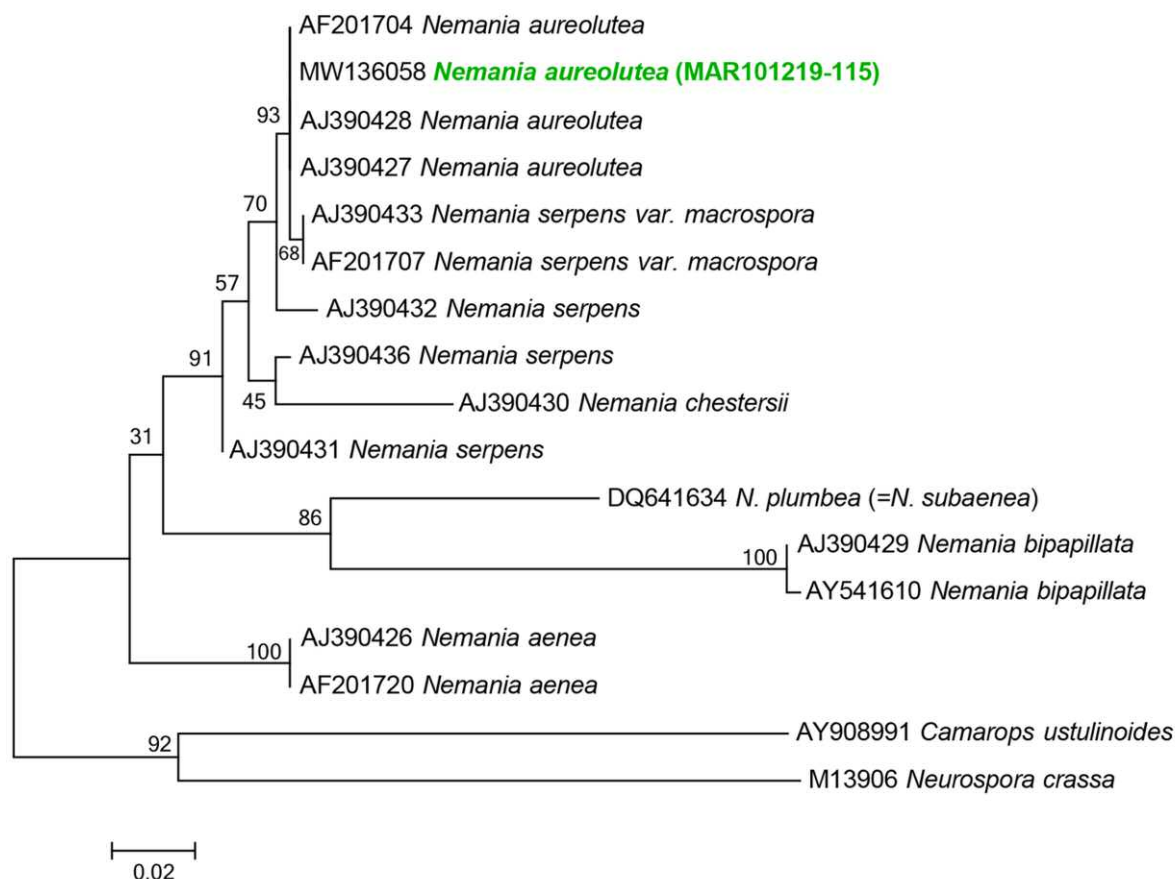 AF201704 Nemania aureolutea
MW136058 Nemania aureolutea (MAR101219-115)
93
AJ390428 Nemania aureolutea
AJ390427 Nemania aureolutea
70
AJ390433 Nemania serpens var. macrospora
68
AF201707 Nemania serpens var. macrospora
57
AJ390432 Nemania serpens
91
AJ390436 Nemania serpens
45
AJ390430 Nemania chestersii
31
AJ390431 Nemania serpens
DQ641634 N. plumbea (=N. subaenea)
86
AJ390429 Nemania bipapillata
100
AY541610 Nemania bipapillata
AJ390426 Nemania aenea
100
AF201720 Nemania aenea
AY908991 Camarops ustulinoides
92
M13906 Neurospora crassa
0.02